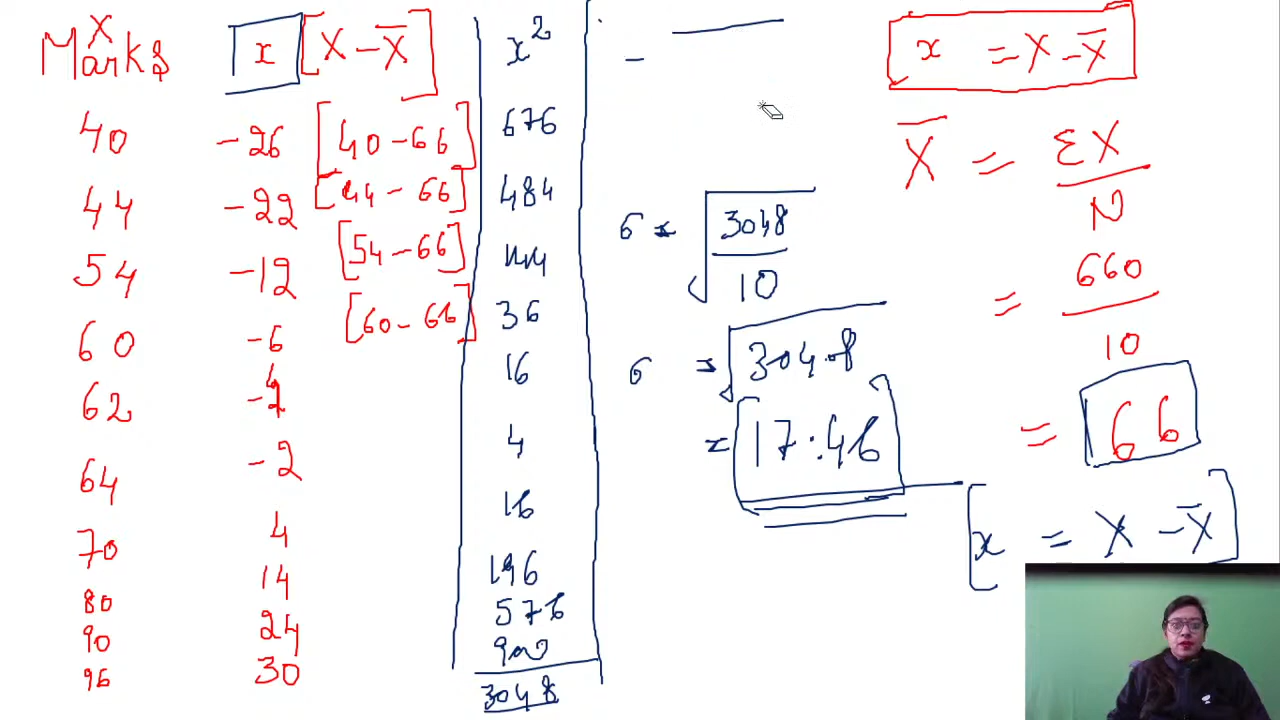 X
Marks x [X – X̄] x² –
40 -26 [40 – 66] 676
44 -22 [44 – 66] 484
54 -12 [54 – 66] 144
60 -6 [60 – 66] 36
62 -4 16
64 -2 4
70 4 16
80 14 196
90 24 576
96 30 900
3048
σ = √3048/10
σ = √304.8
= [17.46]
x = X – X̄
X̄ = ΣX/N
= 660/10
= 66
[x = X – X̄]